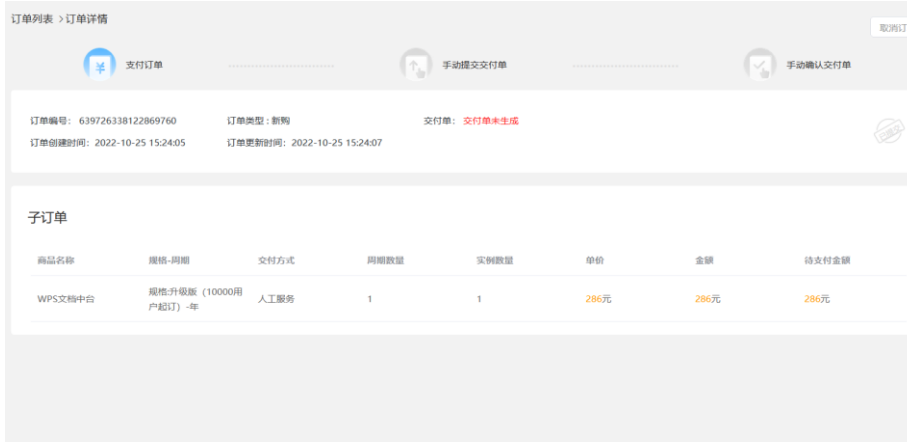 订单列表 >订单详情
取消订
支付订单
手动提交交付单
手动确认交付单
订单编号: 639726338122869760 订单类型 : 新购 交付单: 交付单未生成
订单创建时间: 2022-10-25 15:24:05 订单更新时间: 2022-10-25 15:24:07
子订单
商品名称 规格-周期 交付方式 周期数量 实例数量 单价 金额 待支付金额
WPS文档中台 规格:升级版 (10000用 人工服务 1 1 286元 286元 286元
户起订) -年